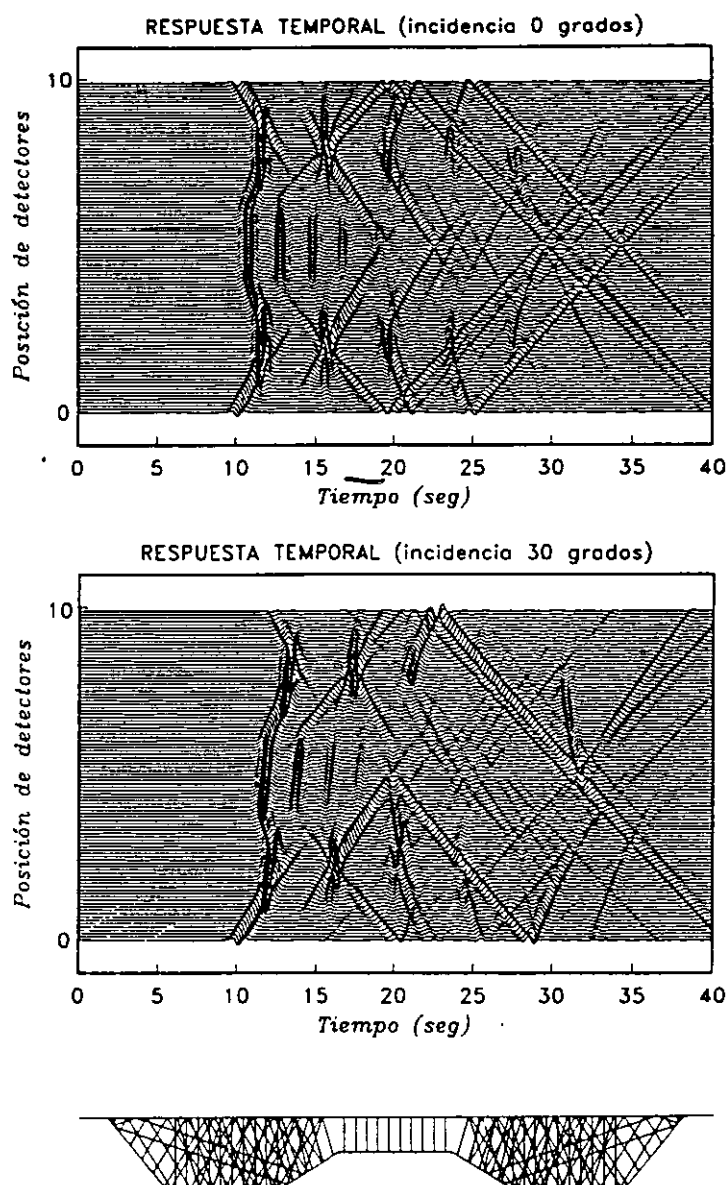 RESPUESTA TEMPORAL (incidencia 0 grados)
10
0
Posición de detectores
0 5 10 15 20 25 30 35 40
Tiempo (seg)
RESPUESTA TEMPORAL (incidencia 30 grados)
10
0
Posición de detectores
0 5 10 15 20 25 30 35 40
Tiempo (seg)